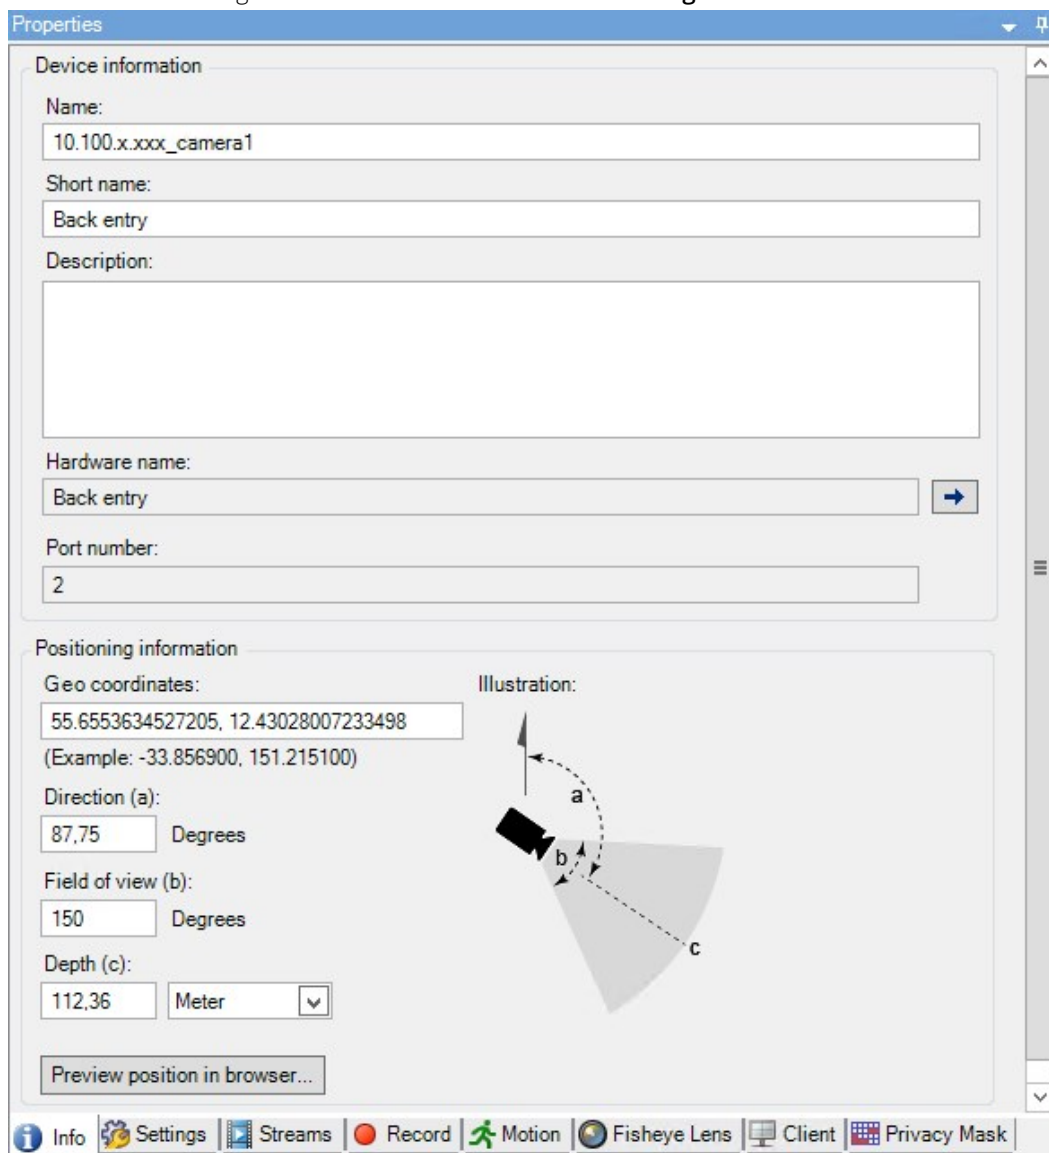 Properties
Device information
Name:
10.100.x.xxx_camera1
Short name:
Back entry
Description:
Hardware name:
Back entry
Port number:
2
Positioning information
Geo coordinates:
55.6553634527205, 12.43028007233498
(Example: -33.856900, 151.215100)
Direction (a):
87,75 Degrees
Field of view (b):
150 Degrees
Depth (c):
112,36 Meter
Preview position in browser...
Illustration:
a
b
c
Info Settings Streams Record Motion Fisheye Lens Client Privacy Mask